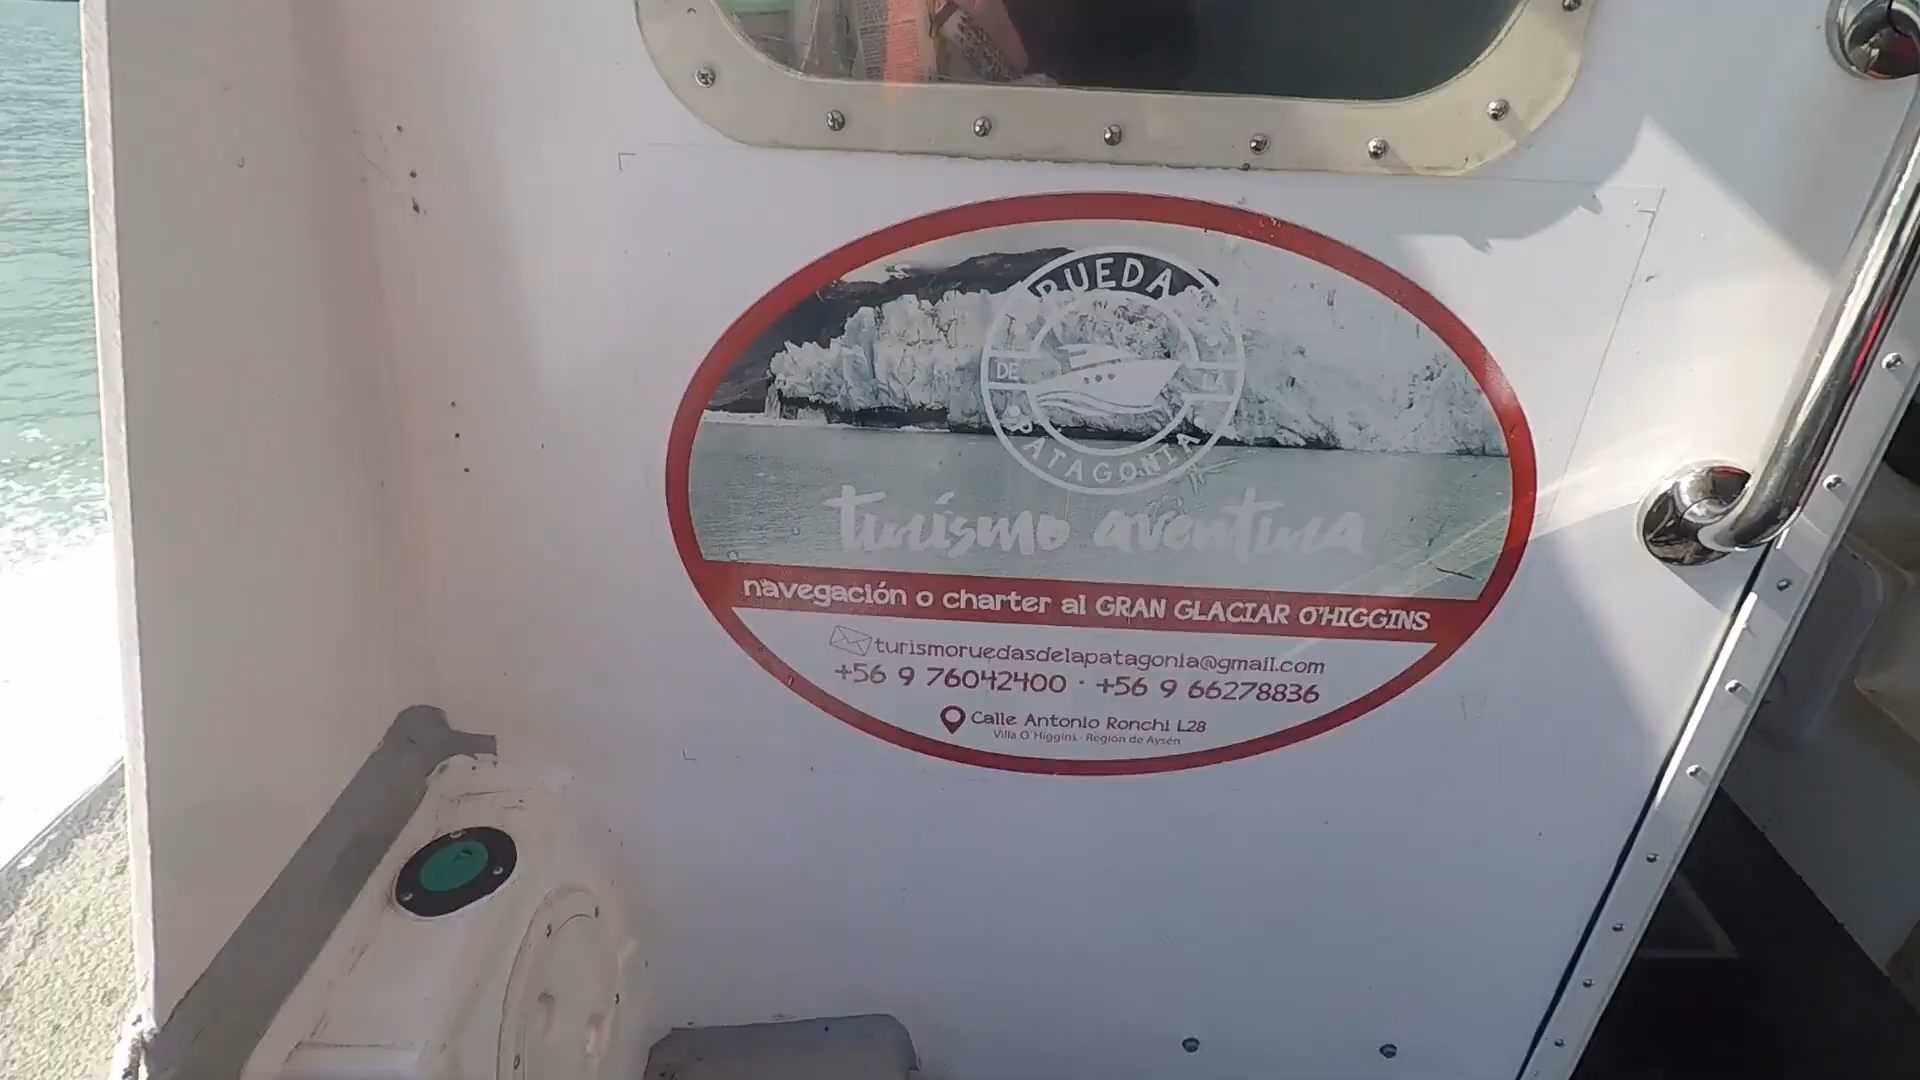 RUEDAS
DE LA
PATAGONIA
turismo aventura
navegación o charter al GRAN GLACIAR O'HIGGINS
turismoruedasdelapatagonia@gmail.com
+56 9 76042400 · +56 9 66278836
Calle Antonio Ronchi L28
Villa O'Higgins - Región de Aysén